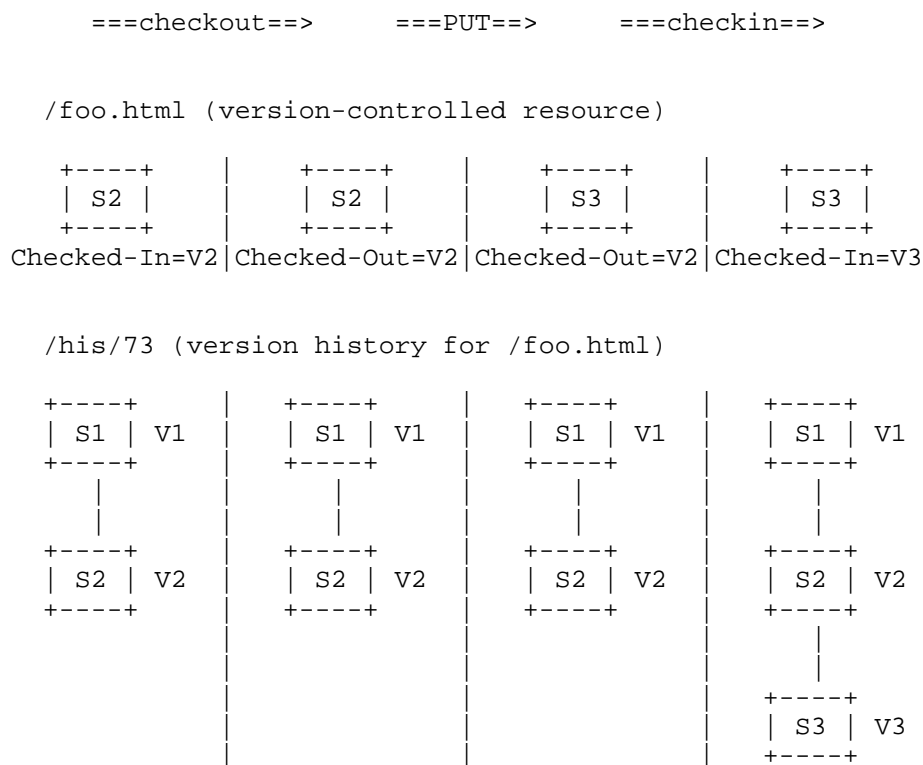 ===checkout==> ===PUT==> ===checkin==>
/foo.html (version-controlled resource)
+----+ | +----+ | +----+ | +----+
| S2 | | | S2 | | | S3 | | | S3 |
+----+ | +----+ | +----+ | +----+
Checked-In=V2|Checked-Out=V2|Checked-Out=V2|Checked-In=V3
/his/73 (version history for /foo.html)
+----+ | +----+ | +----+ | +----+
| S1 | V1 | | S1 | V1 | | S1 | V1 | | S1 | V1
+----+ | +----+ | +----+ | +----+
| | | | | | |
| | | | | | |
+----+ | +----+ | +----+ | +----+
| S2 | V2 | | S2 | V2 | | S2 | V2 | | S2 | V2
+----+ | +----+ | +----+ | +----+
| | | |
| | | |
| | | +----+
| | | | S3 | V3
| | | +----+